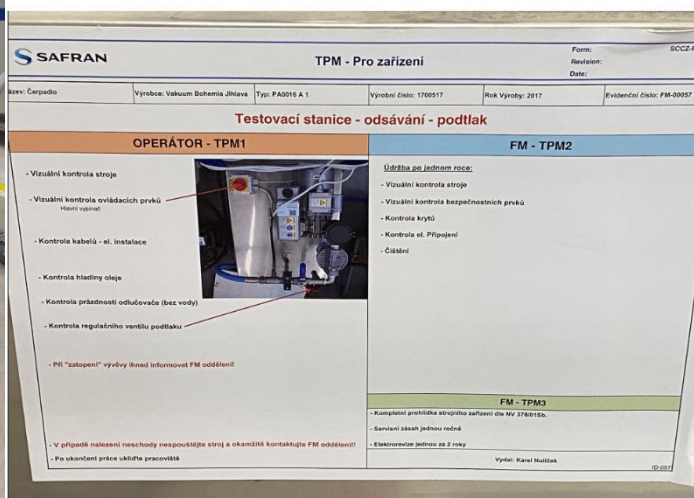 SAFRAN
TPM - Pro zařízení
Form: SCCZ-
Revision:
Date:
ázev: Čerpadlo
Výrobce: Vakuum Bohemia Jihlava
Typ: PA0016 A 1
Výrobní číslo: 1700517
Rok Výroby: 2017
Evidenční číslo: FM-00057
Testovací stanice - odsávání - podtlak
OPERÁTOR - TPM1
- Vizuální kontrola stroje
- Vizuální kontrola ovládacích prvků
Hlavní vypínač
- Kontrola kabelů - el. instalace
- Kontrola hladiny oleje
- Kontrola prázdnosti odlučovače (bez vody)
- Kontrola regulačního ventilu podtlaku
- Při "zatopení" vývěvy ihned informovat FM oddělení!
- V případě nalezení neschody nespouštějte stroj a okamžitě kontaktujte FM oddělení!!
- Po ukončení práce ukliďte pracoviště
FM - TPM2
Údržba po jednom roce:
- Vizuální kontrola stroje
- Vizuální kontrola bezpečnostních prvků
- Kontrola krytů
- Kontrola el. Připojení
- Čištění
FM - TPM3
- Kompletní prohlídka strojního zařízení dle NV 378/01Sb.
- Servisní zásah jednou ročně
- Elektrorevize jednou za 2 roky
Vydal: Karel Nulíček
ID:057